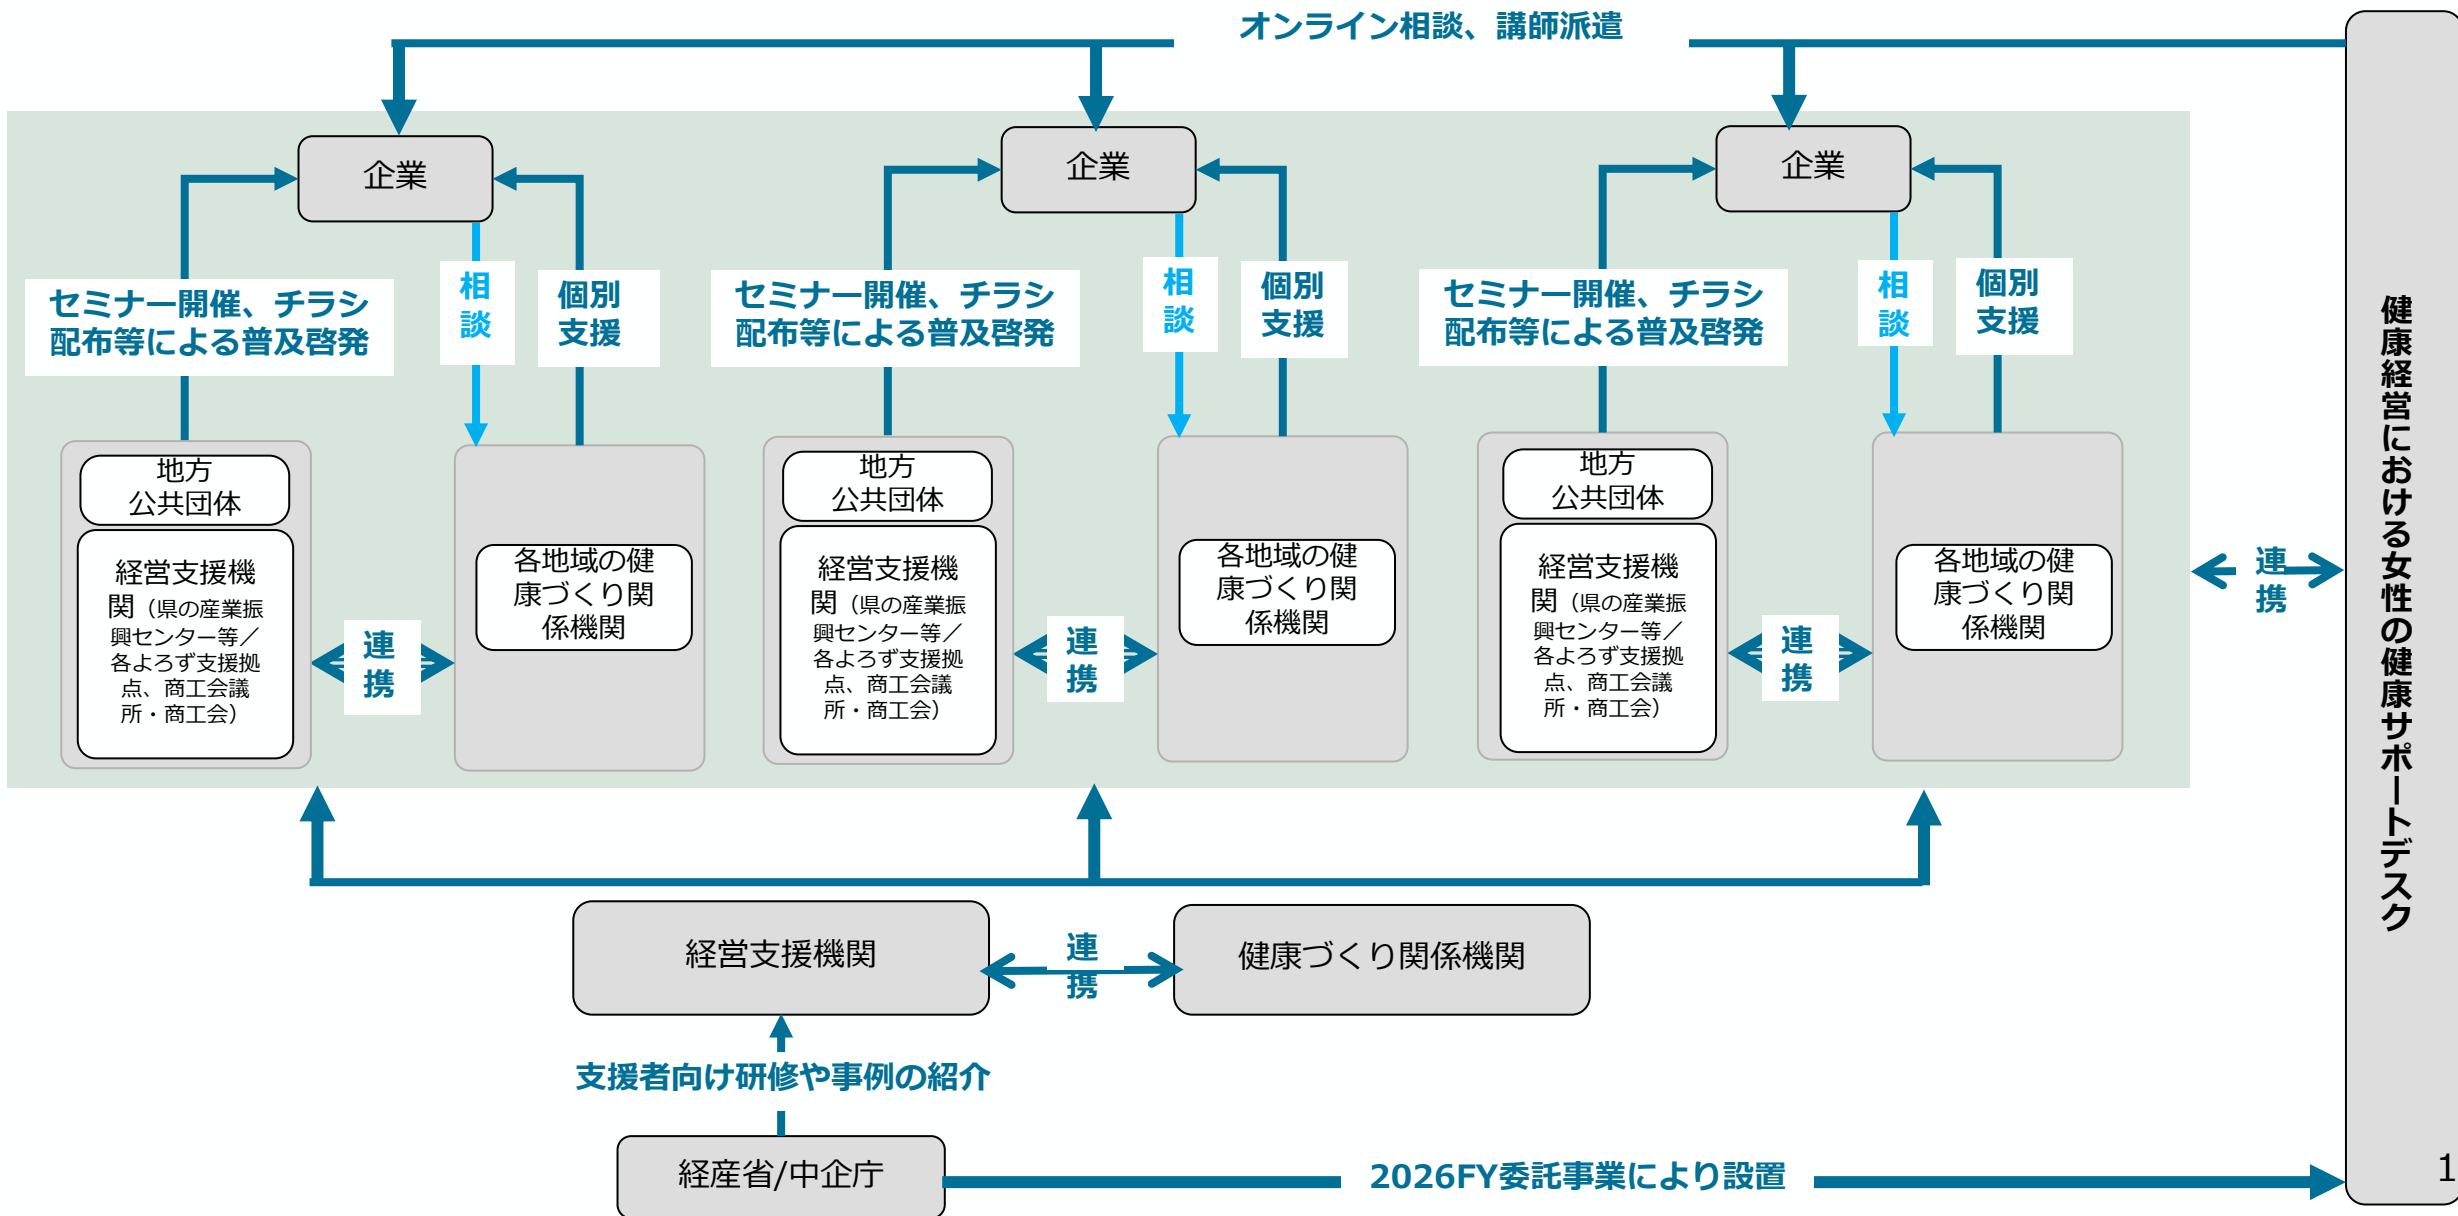 オンライン相談、講師派遣
企業
企業
企業
セミナー開催、チラシ
配布等による普及啓発
相
談
個別
支援
セミナー開催、チラシ
配布等による普及啓発
相
談
個別
支援
セミナー開催、チラシ
配布等による普及啓発
相
談
個別
支援
地方
公共団体
経営支援機
関（県の産業振
興センター等／
各よろず支援拠
点、商工会議
所・商工会）
連
携
各地域の健
康づくり関
係機関
地方
公共団体
経営支援機
関（県の産業振
興センター等／
各よろず支援拠
点、商工会議
所・商工会）
連
携
各地域の健
康づくり関
係機関
地方
公共団体
経営支援機
関（県の産業振
興センター等／
各よろず支援拠
点、商工会議
所・商工会）
連
携
各地域の健
康づくり関
係機関
連
携
健康経営における女性の健康サポートデスク
経営支援機関
連
携
健康づくり関係機関
支援者向け研修や事例の紹介
経産省/中企庁
2026FY委託事業により設置
1